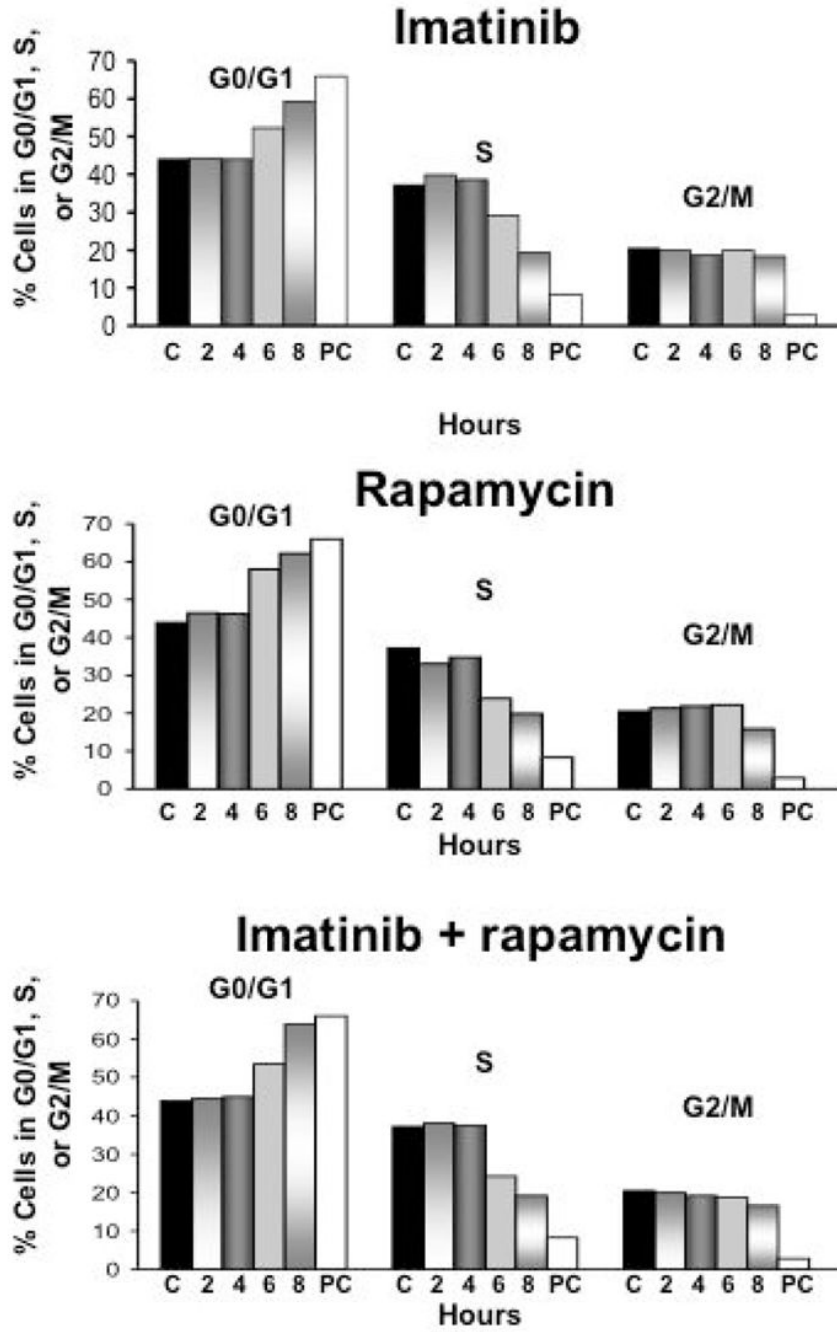 Imatinib
% Cells in G0/G1, S,
or G2/M
70
60
50
40
30
20
10
0
G0/G1
S
G2/M
C 2 4 6 8 PC C 2 4 6 8 PC C 2 4 6 8 PC
Hours
Rapamycin
% Cells in G0/G1, S,
or G2/M
70
60
50
40
30
20
10
0
G0/G1
S
G2/M
C 2 4 6 8 PC C 2 4 6 8 PC C 2 4 6 8 PC
Hours
Imatinib + rapamycin
% Cells in G0/G1, S,
or G2/M
70
60
50
40
30
20
10
0
G0/G1
S
G2/M
C 2 4 6 8 PC C 2 4 6 8 PC C 2 4 6 8 PC
Hours